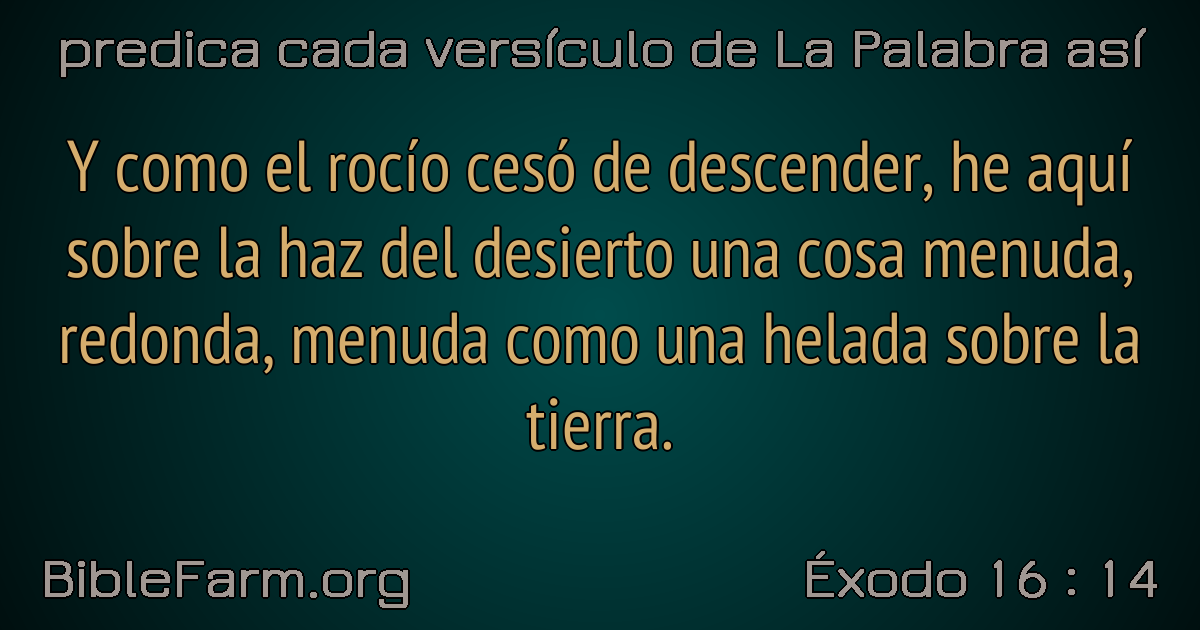 predica cada versículo de La Palabra así
Y como el rocío cesó de descender, he aquí
sobre la haz del desierto una cosa menuda,
redonda, menuda como una helada sobre la
tierra.
BibleFarm.org
Éxodo 16 : 14